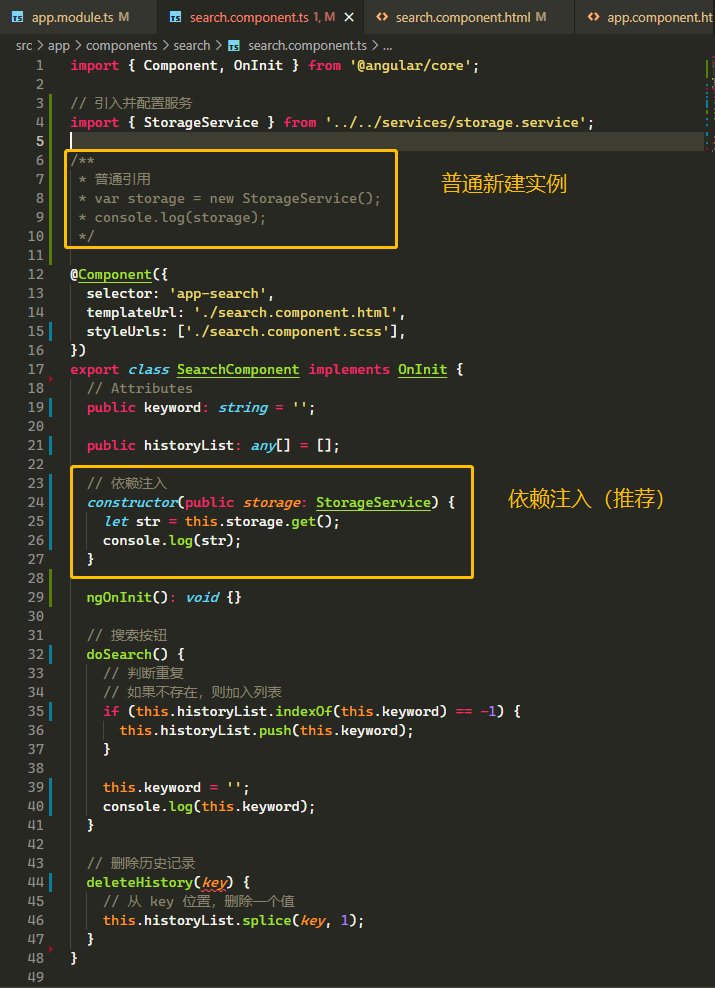 app.module.ts M
search.component.ts 1, M
search.component.html M
app.component.ht
src > app > components > search > search.component.ts > ...
1 import { Component, OnInit } from '@angular/core';
2
3 // 引入并配置服务
4 import { StorageService } from '../../services/storage.service';
5
6 /**
7  * 普通引用
8  * var storage = new StorageService();
9  * console.log(storage);
10  */
普通新建实例
11
12 @Component({
13   selector: 'app-search',
14   templateUrl: './search.component.html',
15   styleUrls: ['./search.component.scss'],
16 })
17 export class SearchComponent implements OnInit {
18   // Attributes
19   public keyword: string = '';
20
21   public historyList: any[] = [];
22
23   // 依赖注入
24   constructor(public storage: StorageService) {
依赖注入（推荐）
25     let str = this.storage.get();
26     console.log(str);
27   }
28
29   ngOnInit(): void {}
30
31   // 搜索按钮
32   doSearch() {
33     // 判断重复
34     // 如果不存在，则加入列表
35     if (this.historyList.indexOf(this.keyword) == -1) {
36       this.historyList.push(this.keyword);
37     }
38
39     this.keyword = '';
40     console.log(this.keyword);
41   }
42
43   // 删除历史记录
44   deleteHistory(key) {
45     // 从 key 位置，删除一个值
46     this.historyList.splice(key, 1);
47   }
48 }
49